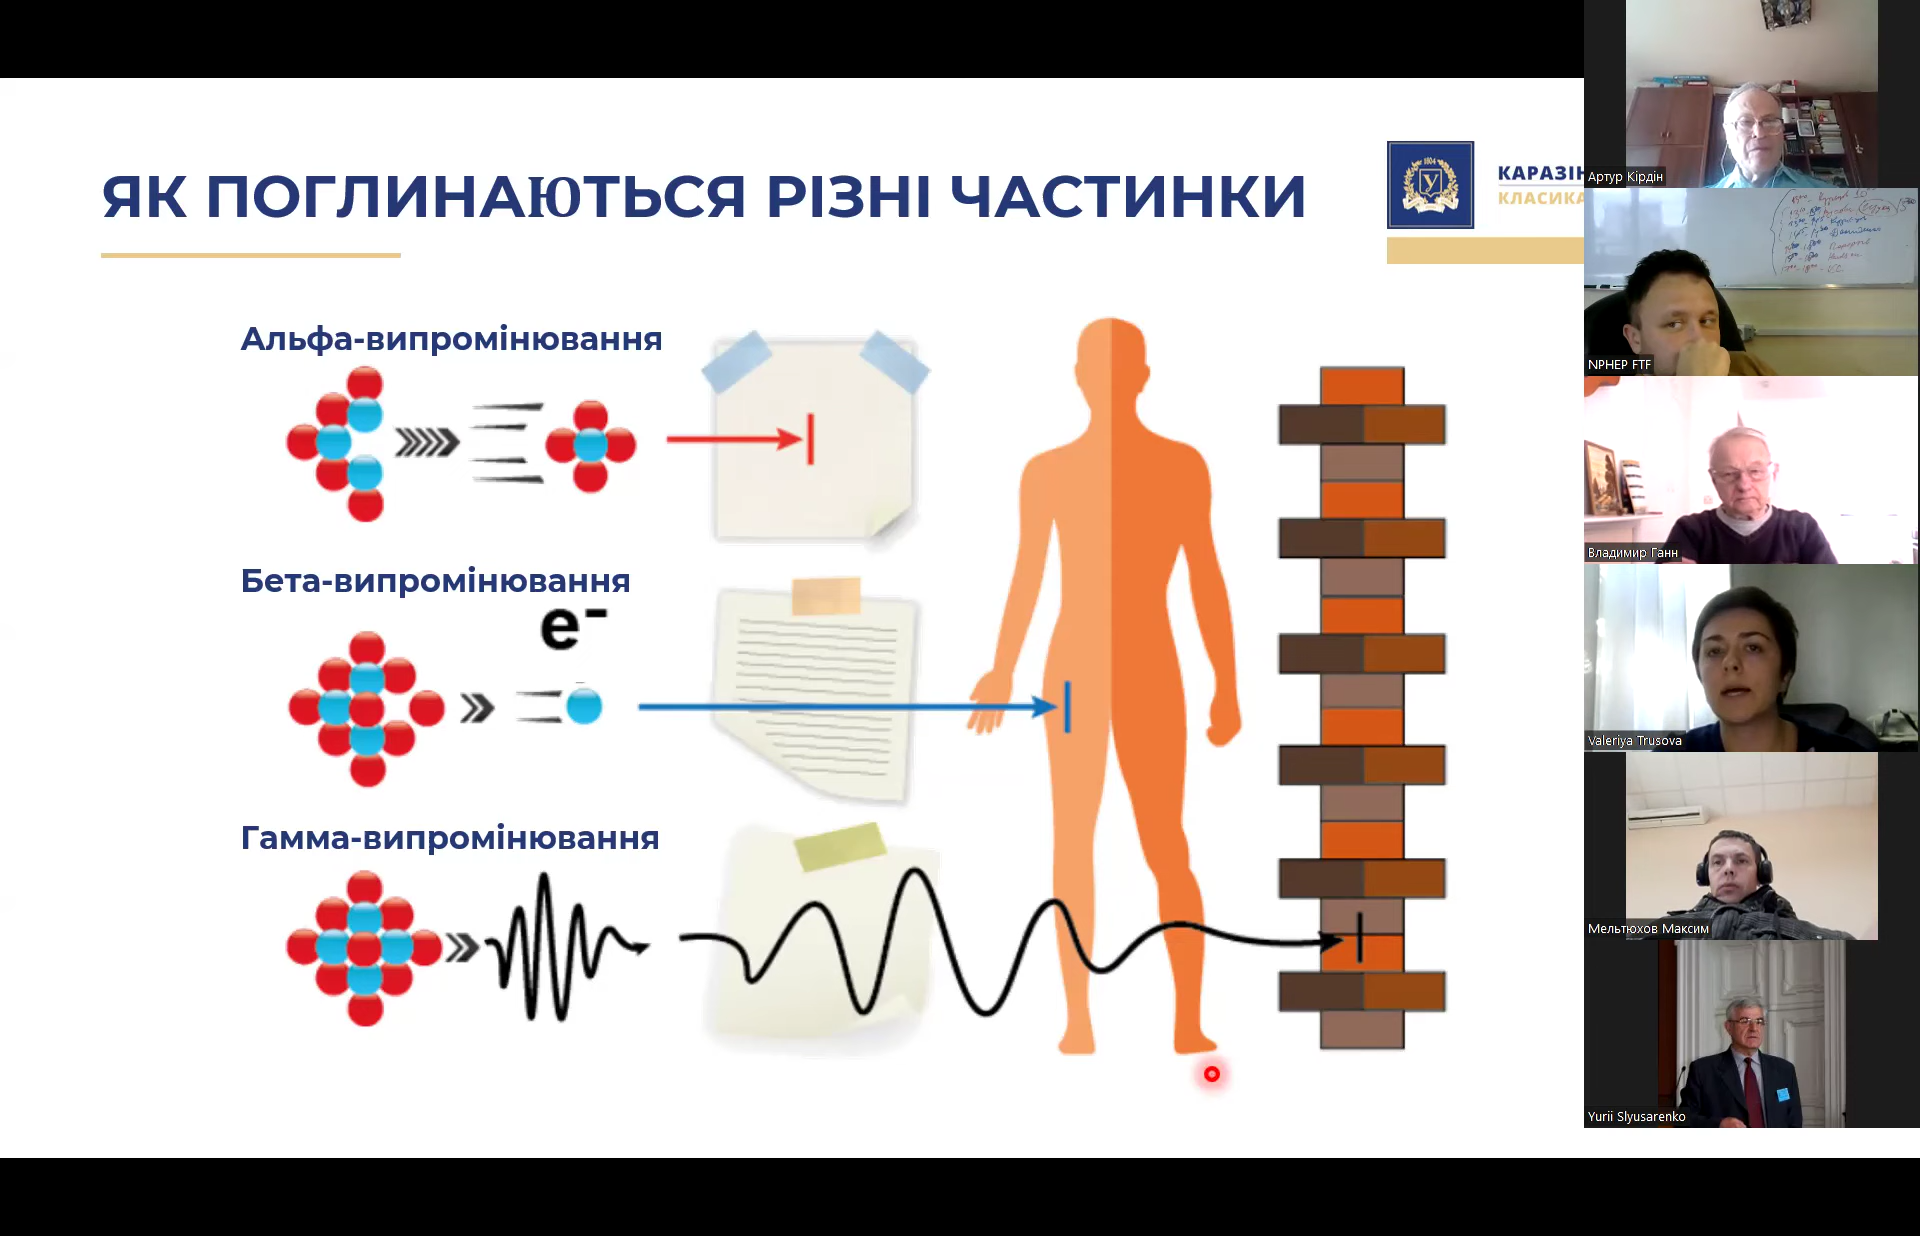 ЯК ПОГЛИНАЮТЬСЯ РІЗНІ ЧАСТИНКИ
1804
У
КАРАЗІН
КЛАСИКА
Альфа-випромінювання
Бета-випромінювання
e⁻
Гамма-випромінювання
Артур Кірдін
NPHEP FTF
Владимир Ганн
Valeriya Trusova
Мельтюхов Максим
Yurii Slyusarenko